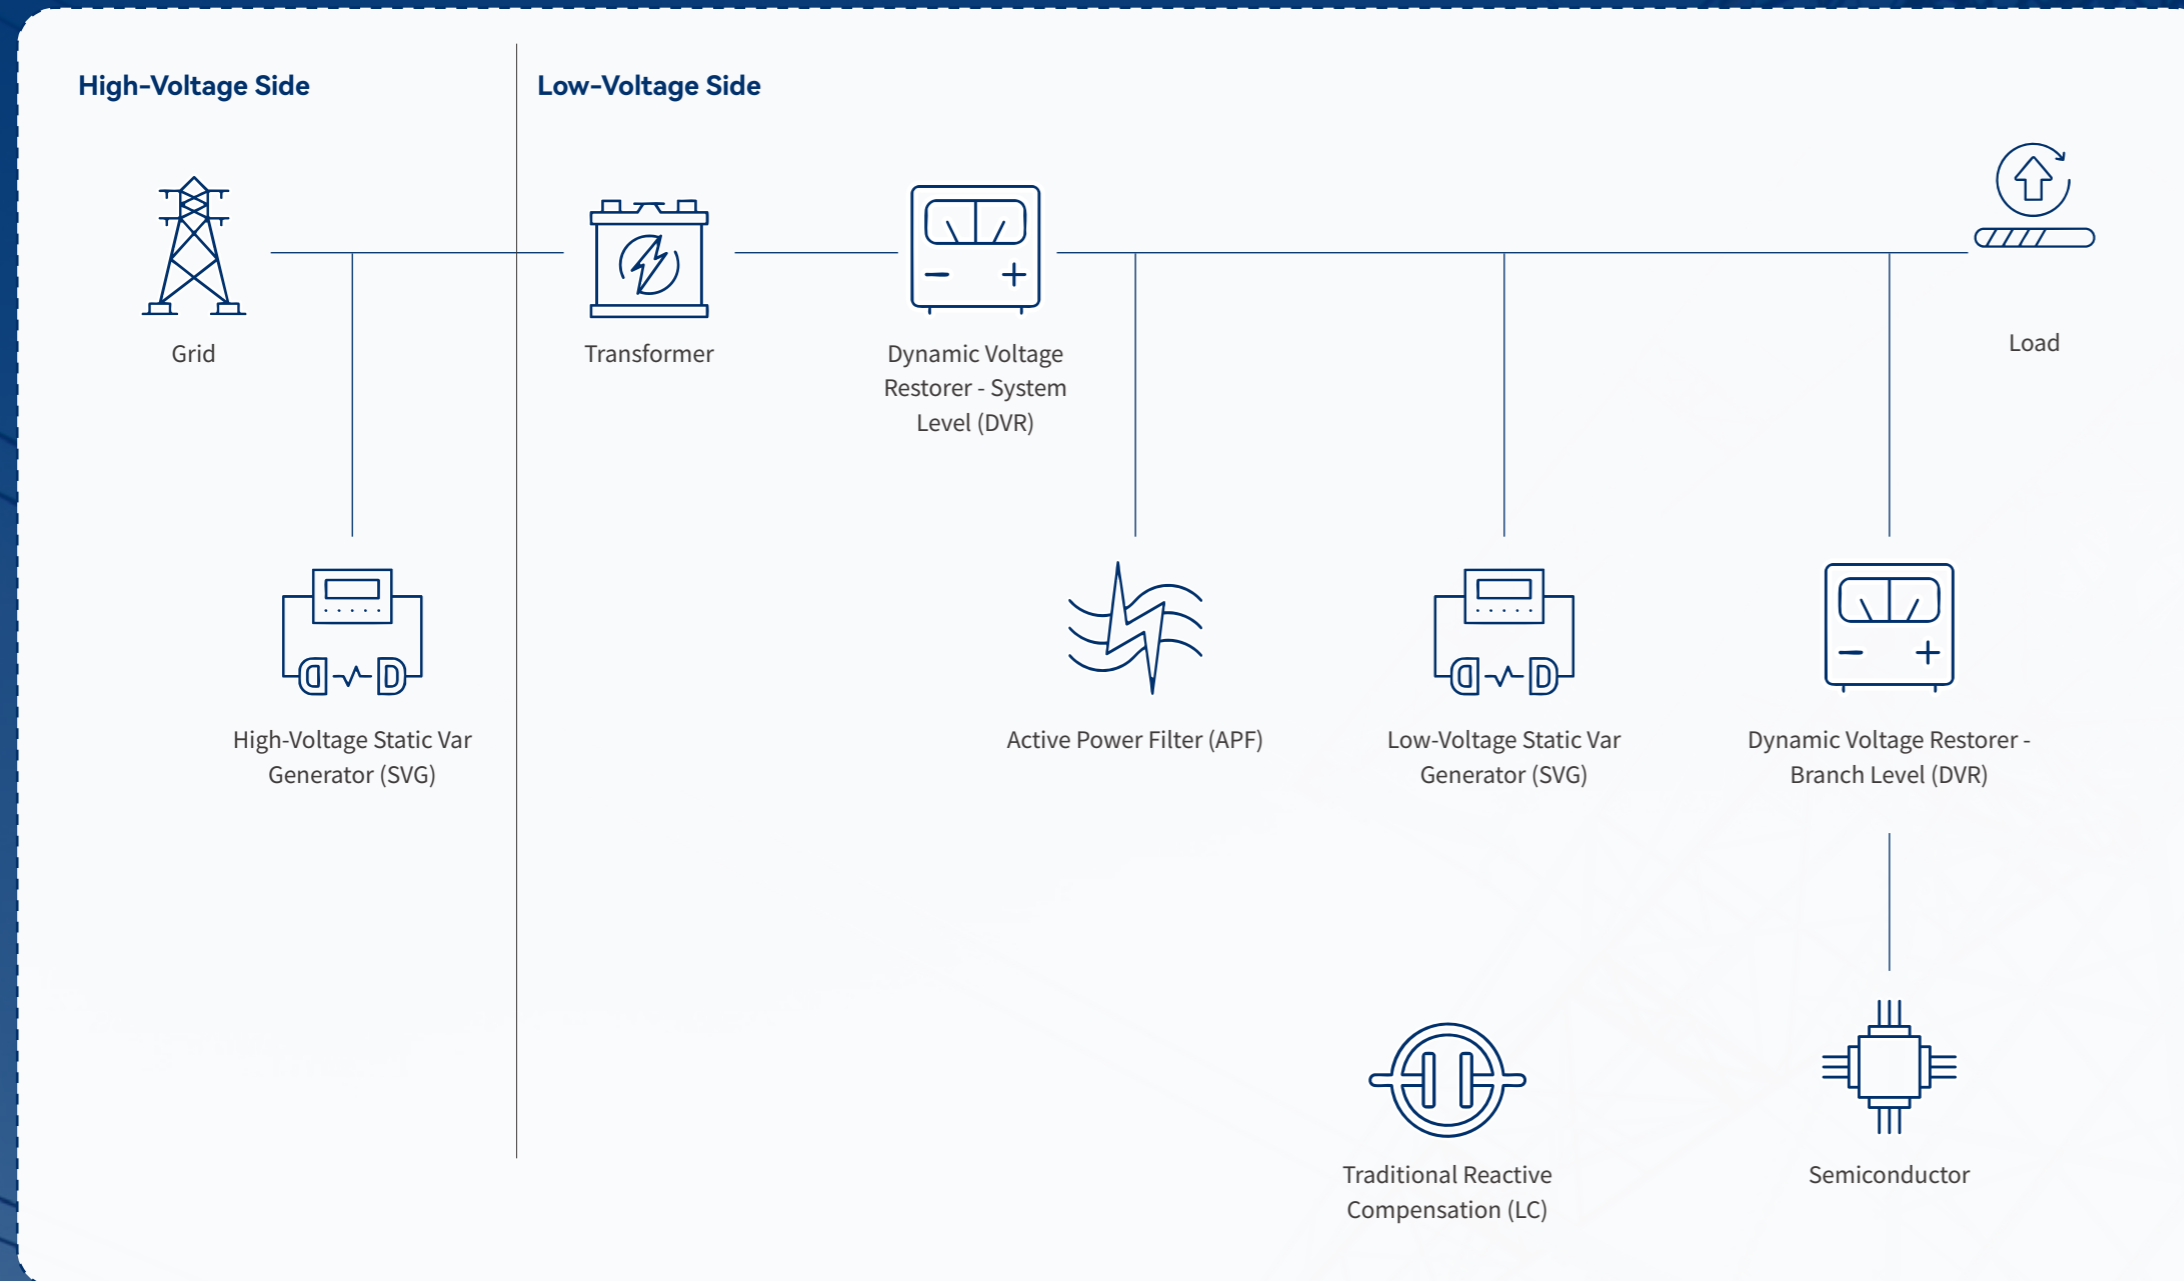 High-Voltage Side
Low-Voltage Side
Grid
Transformer
Dynamic Voltage
Restorer - System
Level (DVR)
Load
High-Voltage Static Var
Generator (SVG)
Active Power Filter (APF)
Low-Voltage Static Var
Generator (SVG)
Dynamic Voltage Restorer -
Branch Level (DVR)
Traditional Reactive
Compensation (LC)
Semiconductor